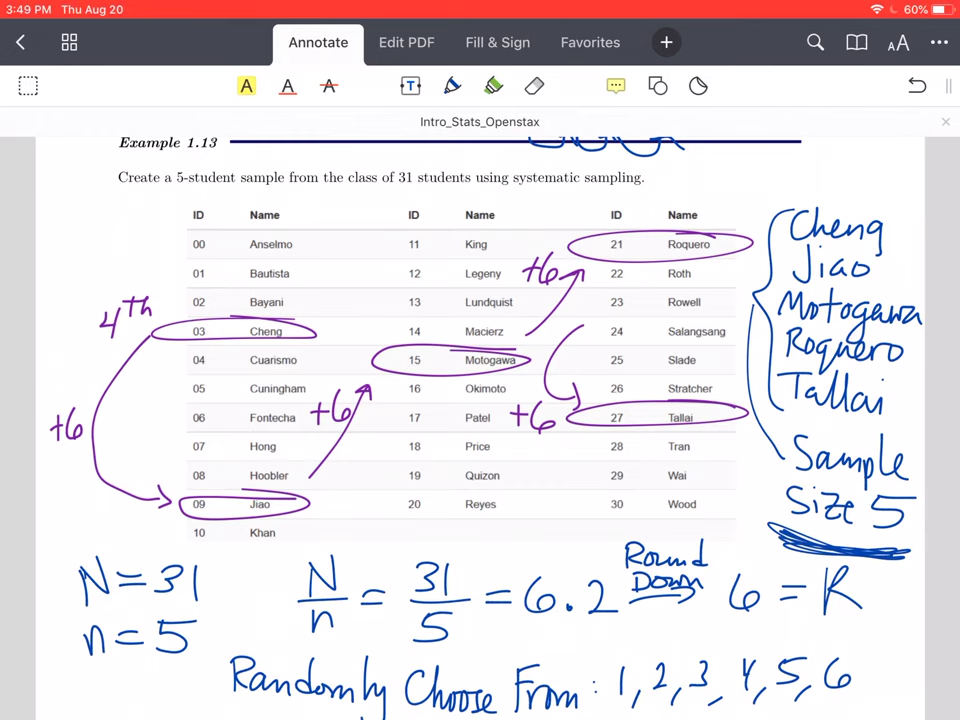 3:49 PM Thu Aug 20 60%
Annotate Edit PDF Fill & Sign Favorites
AA
A A A T
Intro_Stats_Openstax
Example 1.13
Create a 5-student sample from the class of 31 students using systematic sampling.
ID Name ID Name ID Name
00 Anselmo 11 King 21 Roquero
01 Bautista 12 Legeny 22 Roth
02 Bayani 13 Lundquist 23 Rowell
03 Cheng 14 Macierz 24 Salangsang
04 Cuarismo 15 Motogawa 25 Slade
05 Cuningham 16 Okimoto 26 Stratcher
06 Fontecha 17 Patel 27 Tallai
07 Hong 18 Price 28 Tran
08 Hoobler 19 Quizon 29 Wai
09 Jiao 20 Reyes 30 Wood
10 Khan
4th
+6
+6
+6
+6
Cheng
Jiao
Motogawa
Roquero
Tallai
Sample
Size 5
N=31
n=5
N/n = 31/5 = 6.2 Round Down 6 = R
Randomly Choose From: 1, 2, 3, 4, 5, 6